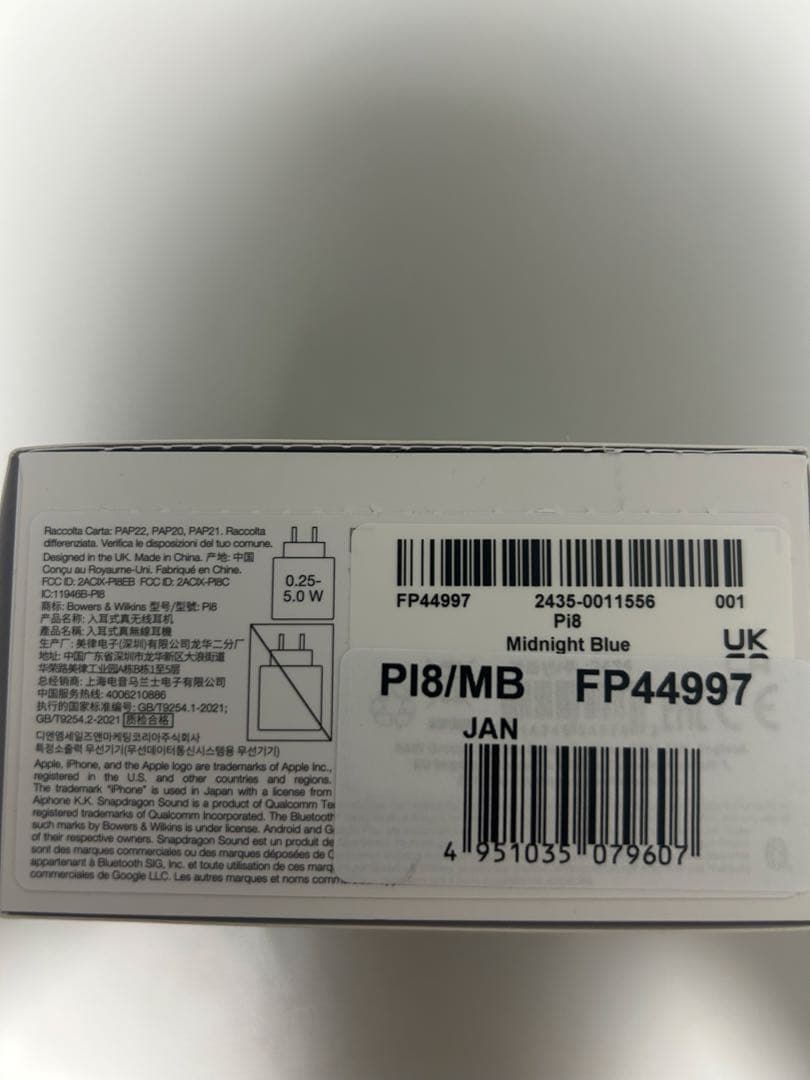 Raccolta Carta: PAP22, PAP20, PAP21. Raccolta
differenziata. Verifica le disposizioni del tuo comune.
Designed in the UK. Made in China. 产地: 中国
Conçu au Royaume-Uni. Fabriqué en Chine.
FCC ID: 2ACIX-PI8EB FCC ID: 2ACIX-PI8C
IC:11946B-PI8
商标: Bowers & Wilkins 型号/型號: Pi8
产品名称: 入耳式真无线耳机
產品名稱: 入耳式真無線耳機
生产厂: 美律电子(深圳)有限公司龙华二分厂
地址: 中国广东省深圳市龙华新区大浪街道
华荣路美律工业园A栋B栋1至5层
总经销商: 上海电音马兰士电子有限公司
中国服务热线: 4006210886
执行的国家标准编号: GB/T9254.1-2021;
GB/T9254.2-2021 质检合格
디앤엠세일즈앤마케팅코리아주식회사
특정소출력 무선기기(무선데이터통신시스템용 무선기기)
Apple, iPhone, and the Apple logo are trademarks of Apple Inc.,
registered in the U.S. and other countries and regions.
The trademark "iPhone" is used in Japan with a license from
Aiphone K.K. Snapdragon Sound is a product of Qualcomm Te
registered trademarks of Qualcomm Incorporated. The Bluetooth
such marks by Bowers & Wilkins is under license. Android and G
of their respective owners. Snapdragon Sound est un produit de
sont des marques commerciales ou des marques déposées de
appartenant à Bluetooth SIG, Inc. et toute utilisation de ces marq
commerciales de Google LLC. Les autres marques et noms comm
0.25-
5.0 W
FP44997 2435-0011556 001
Pi8
Midnight Blue
UK
PI8/MB FP44997
JAN
4 951035 079607